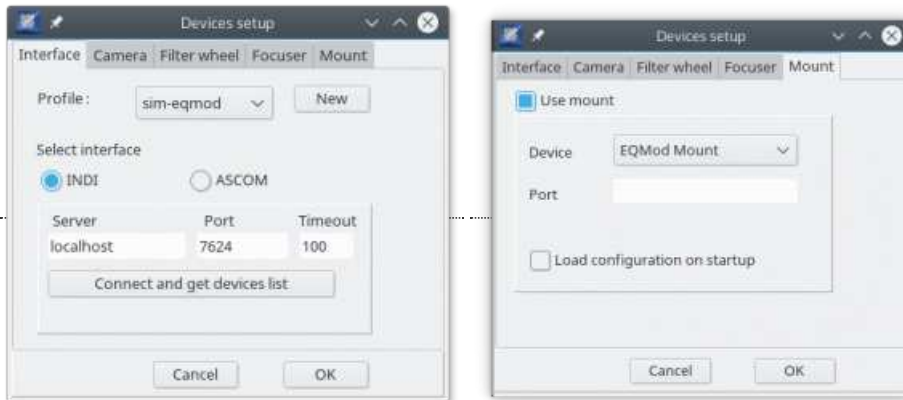 Devices setup
Interface Camera Filter wheel Focuser Mount
Profile : sim-eqmod New
Select interface
INDI ASCOM
Server Port Timeout
localhost 7624 100
Connect and get devices list
Cancel OK
Devices setup
Interface Camera Filter wheel Focuser Mount
Use mount
Device EQMod Mount
Port
Load configuration on startup
Cancel OK